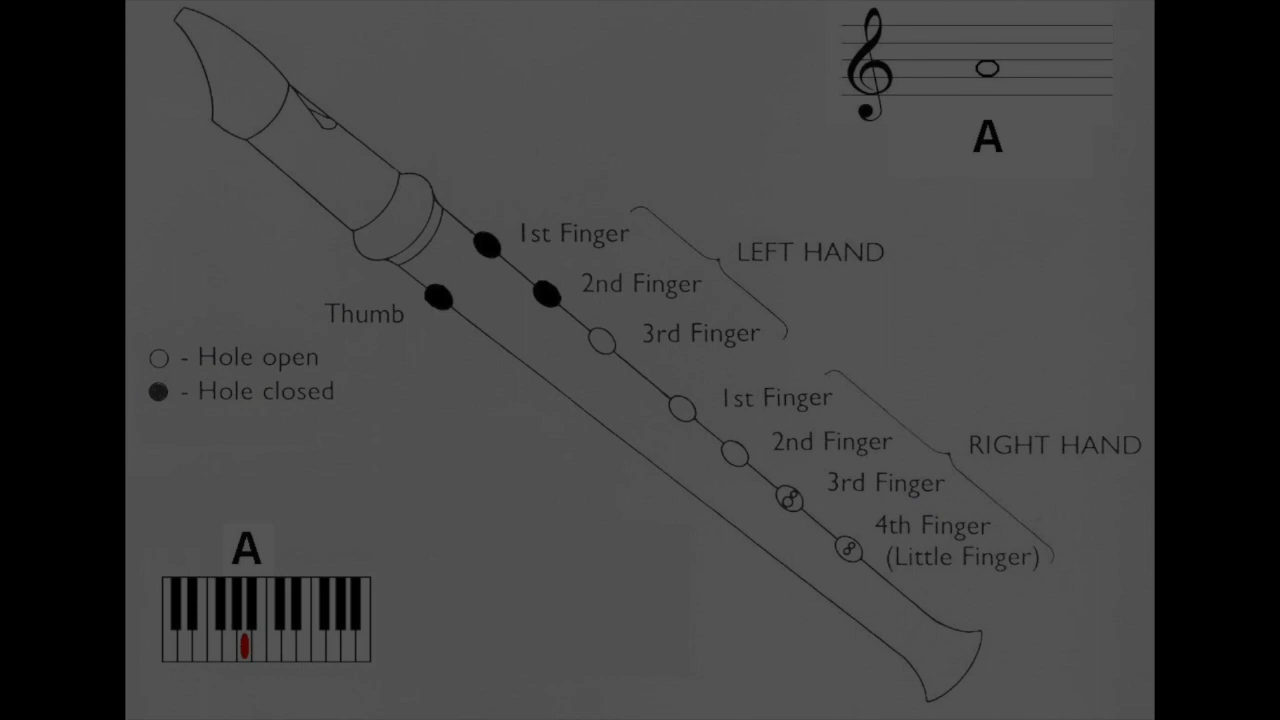 A
1st Finger
LEFT HAND
2nd Finger
Thumb
3rd Finger
- Hole open
- Hole closed
1st Finger
2nd Finger
RIGHT HAND
3rd Finger
4th Finger
(Little Finger)
A